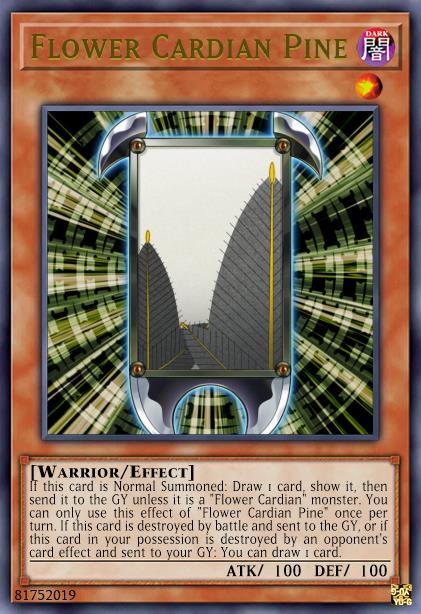 FLOWER CARDIAN PINE
DARK
闇
[WARRIOR/EFFECT]
If this card is Normal Summoned: Draw 1 card, show it, then
send it to the GY unless it is a "Flower Cardian" monster. You
can only use this effect of "Flower Cardian Pine" once per
turn. If this card is destroyed by battle and sent to the GY, or if
this card in your possession is destroyed by an opponent's
card effect and sent to your GY: You can draw 1 card.
ATK/ 100 DEF/ 100
81752019